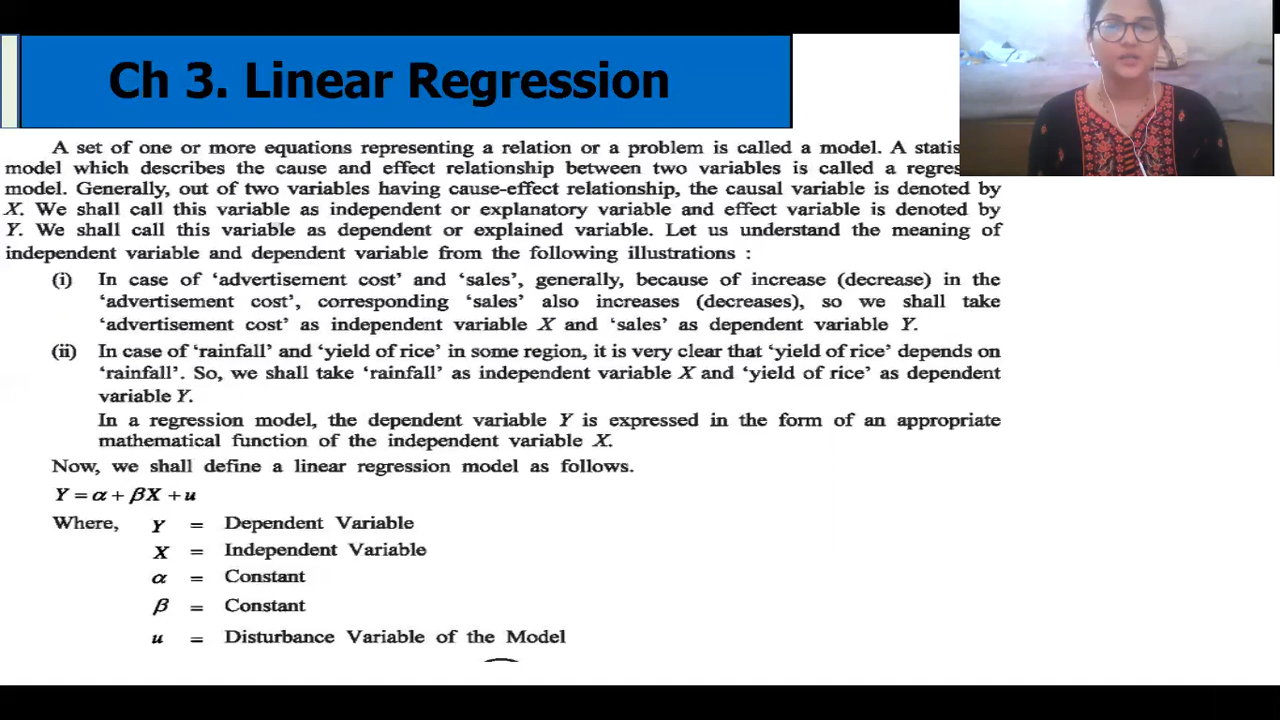 Ch 3. Linear Regression
A set of one or more equations representing a relation or a problem is called a model. A
model which describes the cause and effect relationship between two variables is called a
model. Generally, out of two variables having cause-effect relationship, the causal variable is denoted by
X. We shall call this variable as independent or explanatory variable and effect variable is denoted by
Y. We shall call this variable as dependent or explained variable. Let us understand the meaning of
independent variable and dependent variable from the following illustrations :
(i) In case of ‘advertisement cost’ and ‘sales’, generally, because of increase (decrease) in the
‘advertisement cost’, corresponding ‘sales’ also increases (decreases), so we shall take
‘advertisement cost’ as independent variable X and ‘sales’ as dependent variable Y.
(ii) In case of ‘rainfall’ and ‘yield of rice’ in some region, it is very clear that ‘yield of rice’ depends on
‘rainfall’. So, we shall take ‘rainfall’ as independent variable X and ‘yield of rice’ as dependent
variable Y.
In a regression model, the dependent variable Y is expressed in the form of an appropriate
mathematical function of the independent variable X.
Now, we shall define a linear regression model as follows.
Y = α + βX + u
Where, Y = Dependent Variable
X = Independent Variable
α = Constant
β = Constant
u = Disturbance Variable of the Model